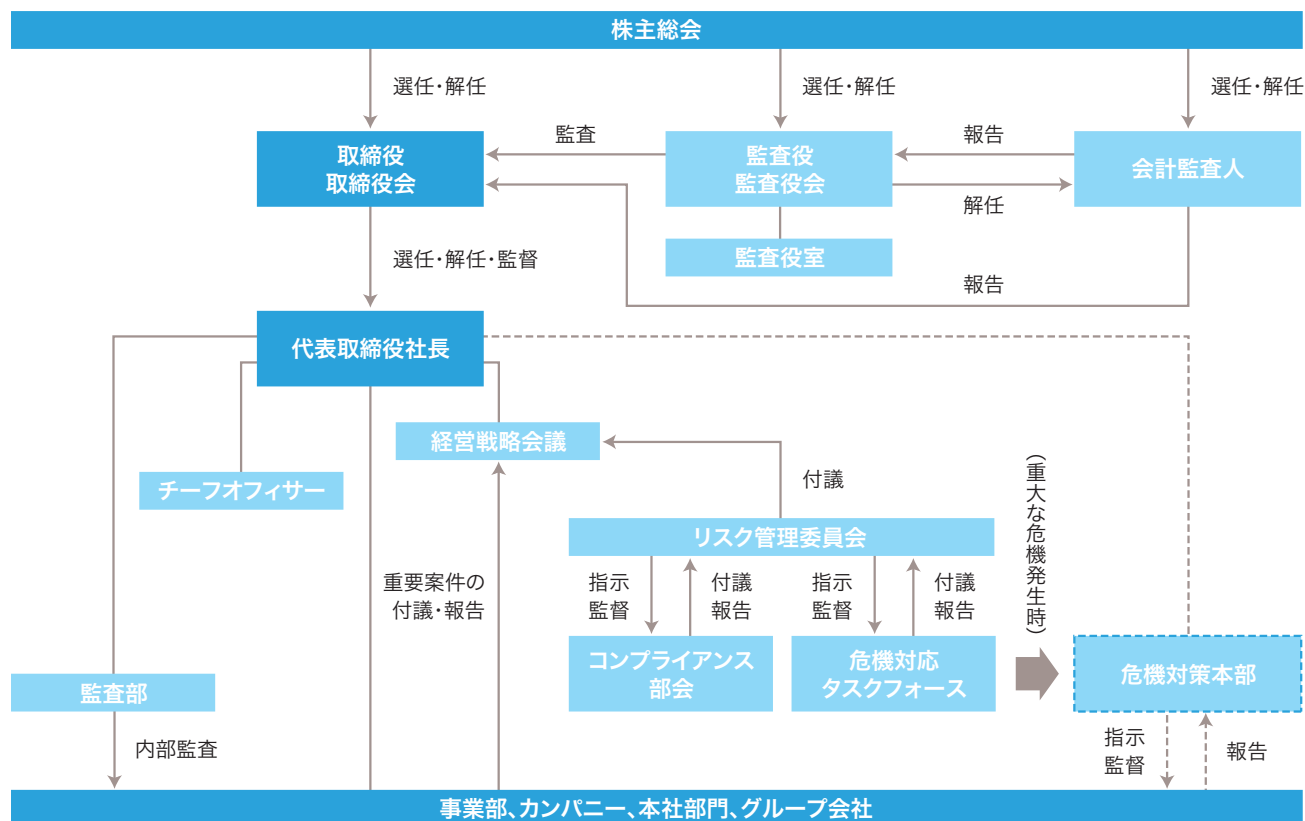 株主総会
選任・解任
選任・解任
選任・解任
取締役
取締役会
監査
監査役
監査役会
報告
解任
会計監査人
監査役室
選任・解任・監督
報告
代表取締役社長
経営戦略会議
チーフオフィサー
付議
（重大な危機発生時）
リスク管理委員会
重要案件の
付議・報告
指示
監督
付議
報告
指示
監督
付議
報告
コンプライアンス
部会
危機対応
タスクフォース
危機対策本部
監査部
内部監査
指示
監督
報告
事業部、カンパニー、本社部門、グループ会社